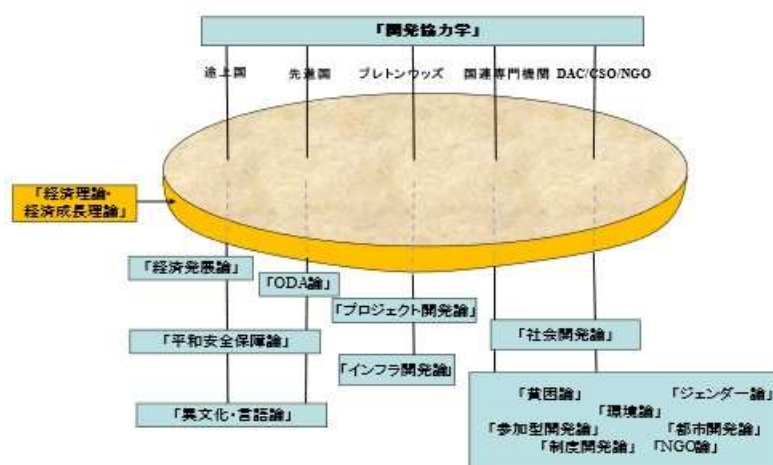 「開発協力学」
途上国 先進国 ブレトンウッズ 国連専門機関 DAC/CSO/NGO
「経済理論・
経済成長理論」
「経済発展論」
「ODA論」
「プロジェクト開発論」
「平和安全保障論」
「社会開発論」
「インフラ開発論」
「異文化・言語論」
「貧困論」 「ジェンダー論」
「環境論」
「参加型開発論」 「都市開発論」
「制度開発論」 「NGO論」